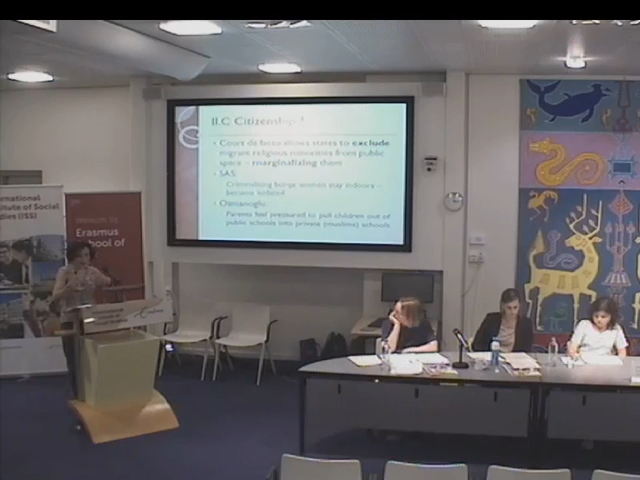 II.C Citizenship
Cours de facto allows states to exclude
migrant religious minorities from public
space – marginalizing them
SAS:
Criminalising burqa women stay indoors –
become isolated
Osmanoglu:
Parents feel pressured to pull children out of
public schools into private (muslim) schools
International
Institute of Social
Studies (ISS)
Erasmus
School of